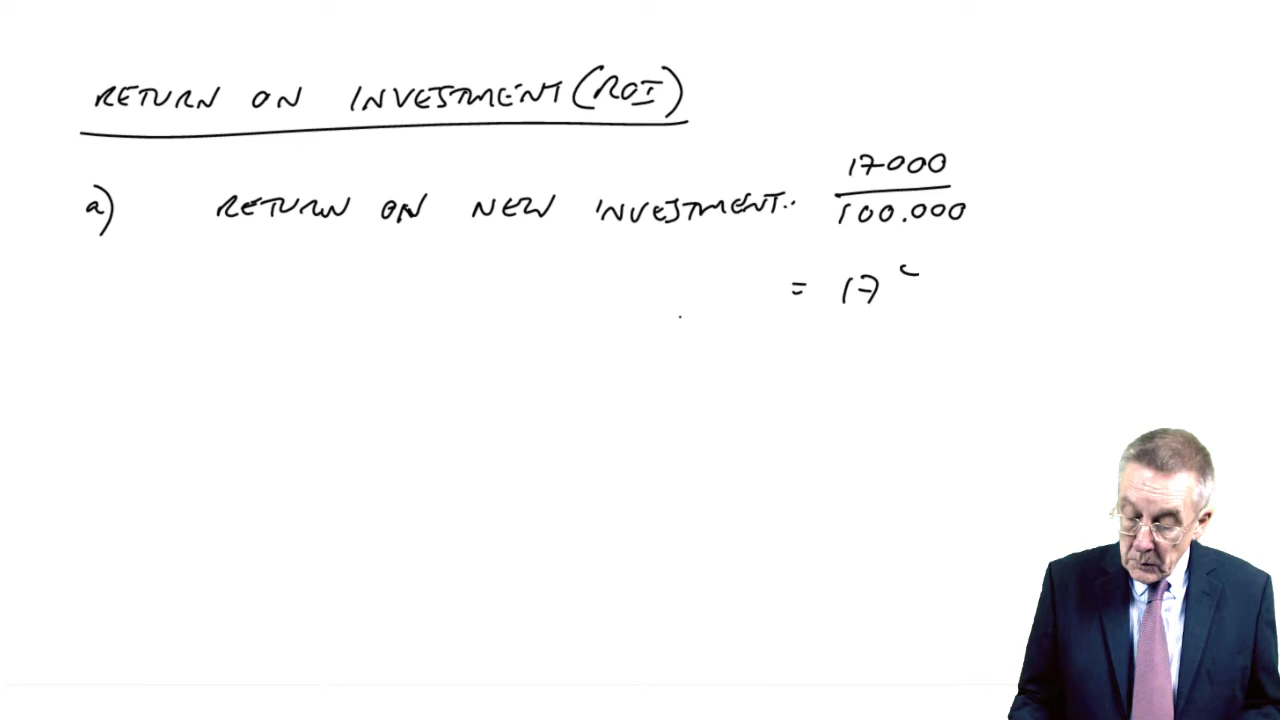 RETURN ON INVESTMENT (ROI)
a) RETURN ON NEW INVESTMENT..
17000
100.000
= 17